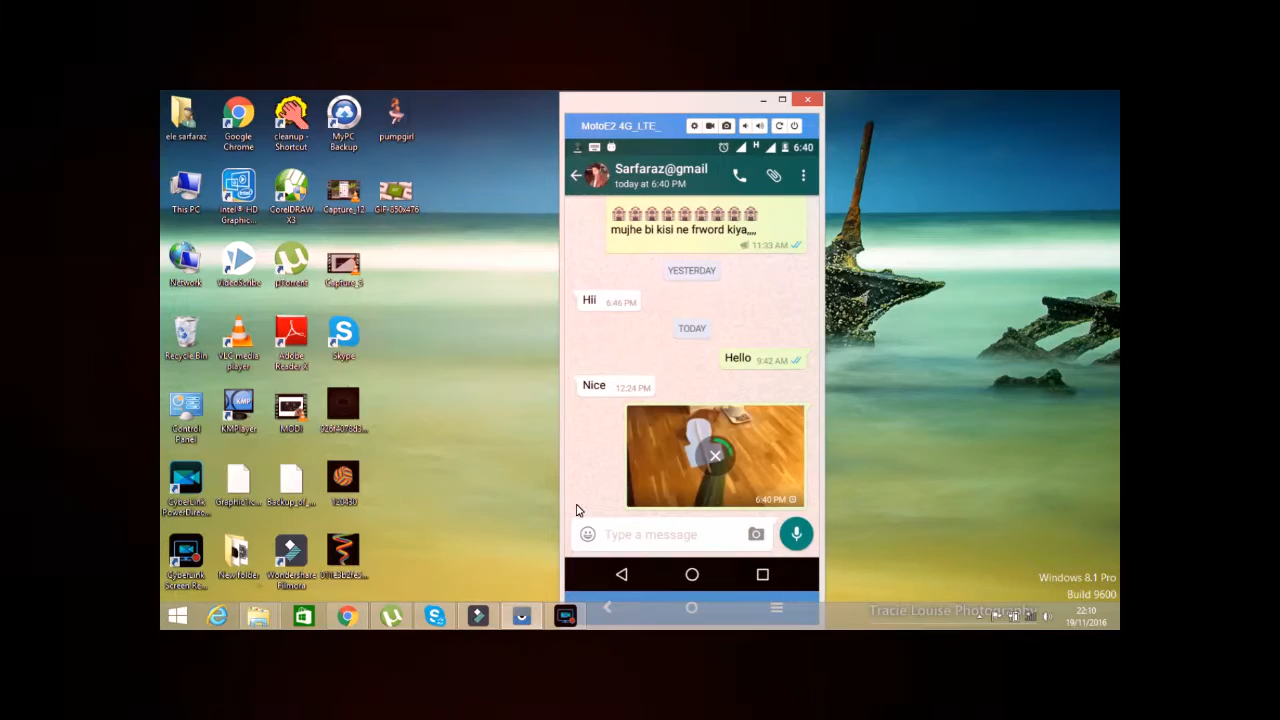 ele sarfaraz
Google
Chrome
cleanup -
Shortcut
MyPC
Backup
pumpgirl
This PC
Intel® HD
Graphic...
CorelDRAW
X3
Capture_12
GIF-850x476
Network
VideoScribe
µTorrent
Recycle Bin
VLC media
player
Adobe
Reader X
Skype
Control
Panel
KMPlayer
MODI
CyberLink
PowerDirec...
Backup_of_...
120430
CyberLink
Screen Re...
New folder
Wondershare
Filmora
MotoE2 4G_LTE_
H
6:40
Sarfaraz@gmail
today at 6:40 PM
mujhe bi kisi ne frword kiya,,,,
11:33 AM
YESTERDAY
Hii 6:46 PM
TODAY
Hello 9:42 AM
Nice 12:24 PM
6:40 PM
Type a message
Windows 8.1 Pro
Build 9600
Tracie Louise Photography
22:10
19/11/2016